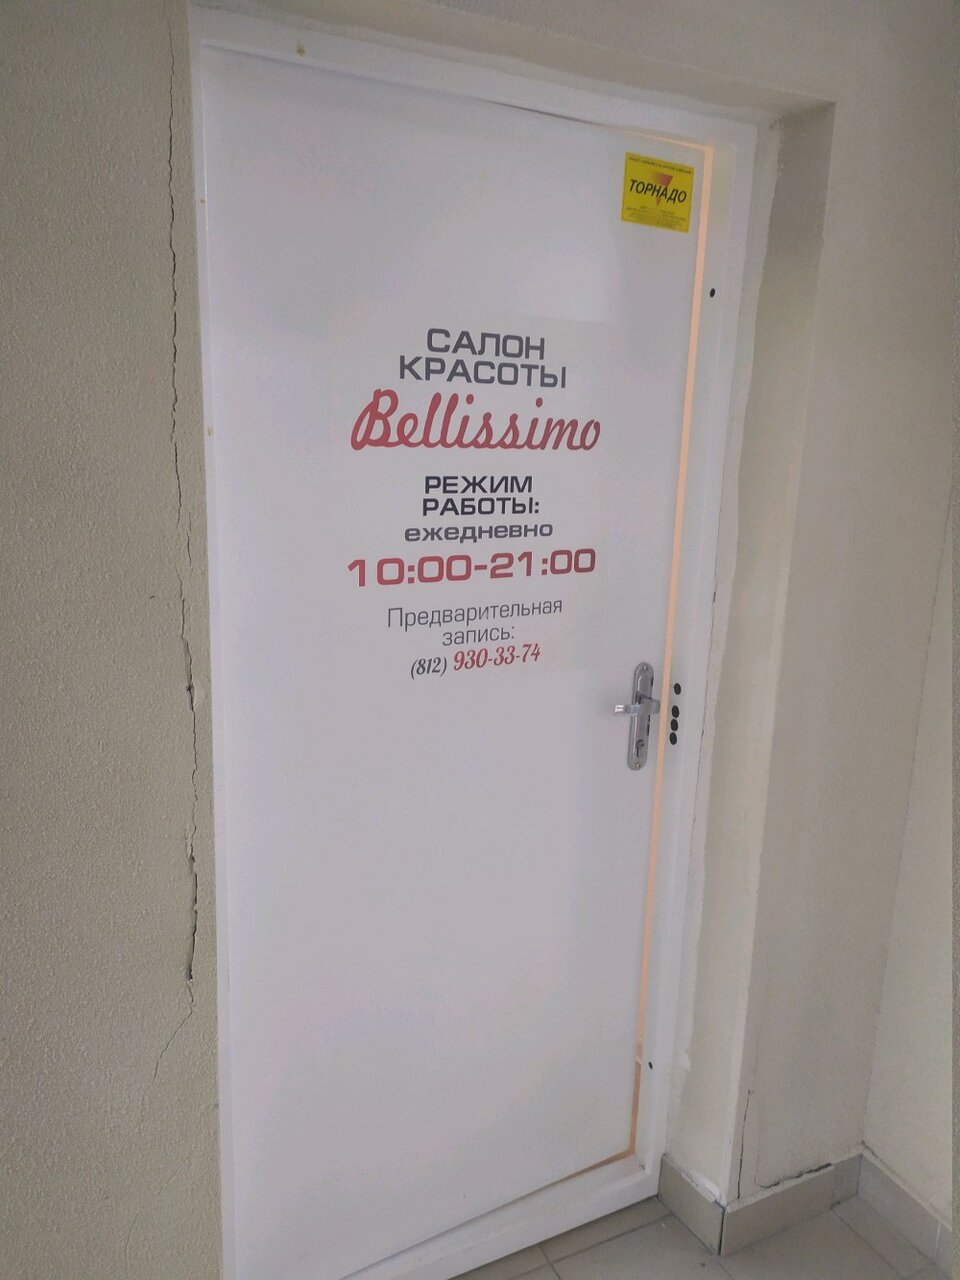 ТОРНАДО
САЛОН
КРАСОТЫ
Bellissimo
РЕЖИМ
РАБОТЫ:
ежедневно
10:00-21:00
Предварительная
запись:
(812) 930-33-74